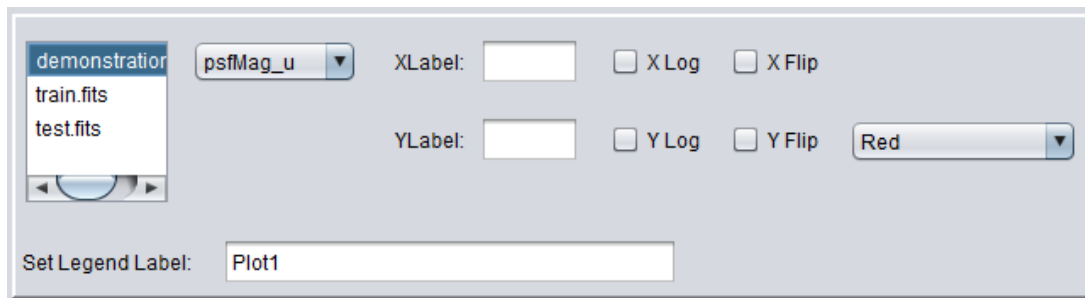 demonstration
psfMag_u
XLabel:
X Log
X Flip
train.fits
test.fits
YLabel:
Y Log
Y Flip
Red
Set Legend Label:
Plot1